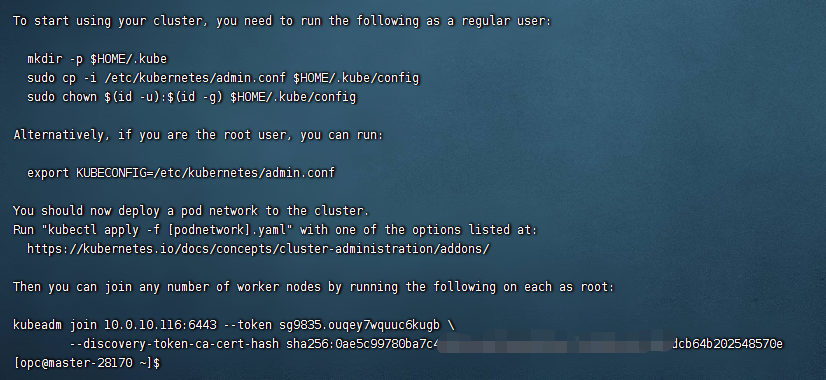 To start using your cluster, you need to run the following as a regular user:
mkdir -p $HOME/.kube
sudo cp -i /etc/kubernetes/admin.conf $HOME/.kube/config
sudo chown $(id -u):$(id -g) $HOME/.kube/config
Alternatively, if you are the root user, you can run:
export KUBECONFIG=/etc/kubernetes/admin.conf
You should now deploy a pod network to the cluster.
Run "kubectl apply -f [podnetwork].yaml" with one of the options listed at:
https://kubernetes.io/docs/concepts/cluster-administration/addons/
Then you can join any number of worker nodes by running the following on each as root:
kubeadm join 10.0.10.116:6443 --token sg9835.ouqey7wquuc6kugb \
--discovery-token-ca-cert-hash sha256:0ae5c99780ba7c4 dcb64b202548570e
[opc@master-28170 ~]$